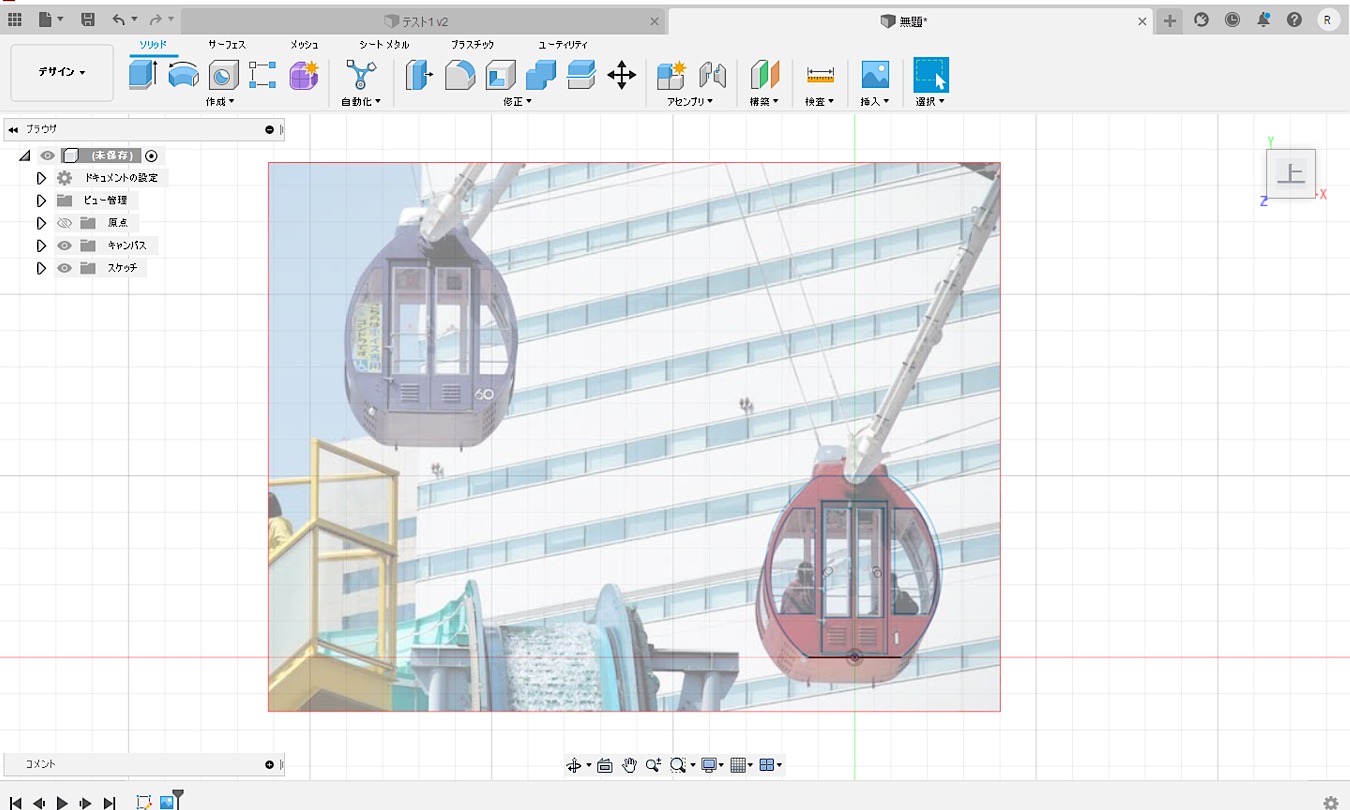 テスト1 v2
無題*
R
デザイン
ソリッド
サーフェス
メッシュ
シート メタル
プラスチック
ユーティリティ
作成
自動化
修正
アセンブリ
構築
検査
挿入
選択
ブラウザ
(未保存)
ドキュメントの設定
ビュー管理
原点
キャンバス
スケッチ
Y
上
Z
X
60
コメント